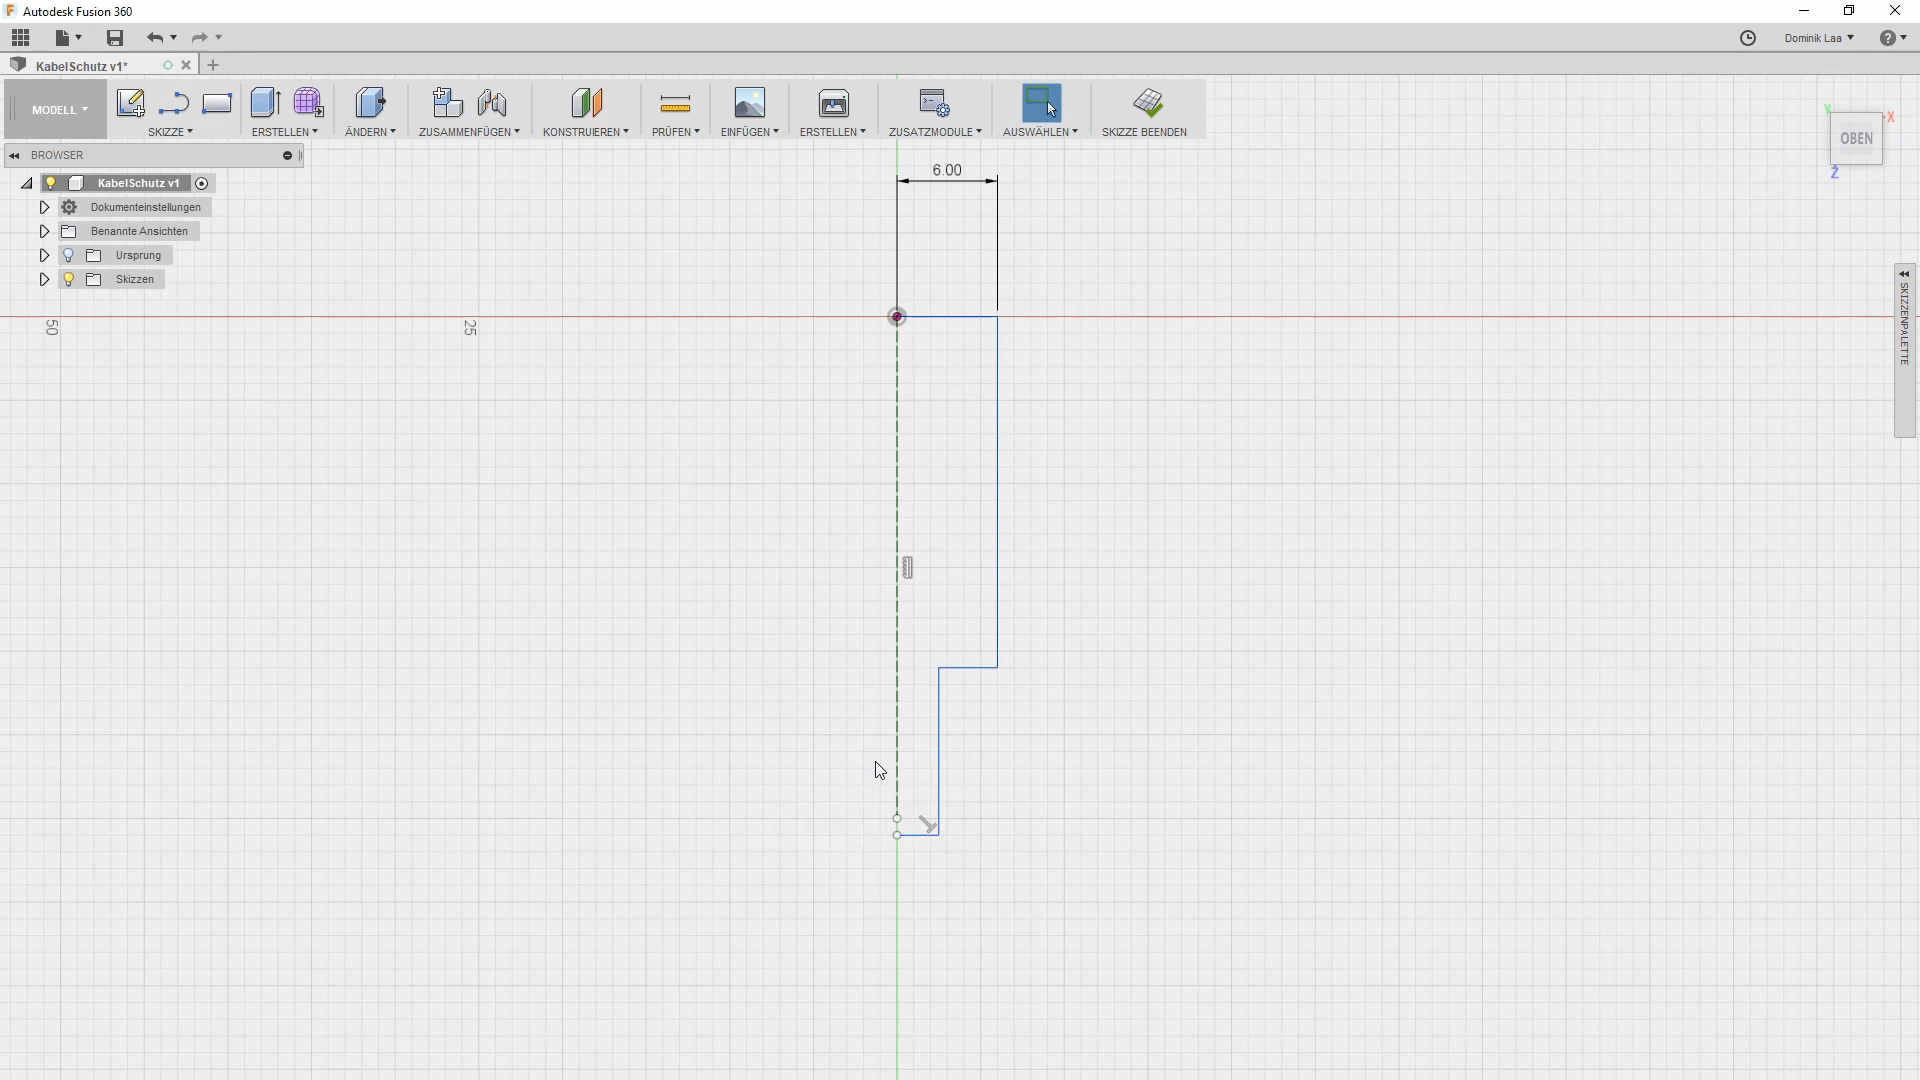 Autodesk Fusion 360
Dominik Laa
KabelSchutz v1*
MODELL
SKIZZE
ERSTELLEN
ÄNDERN
ZUSAMMENFÜGEN
KONSTRUIEREN
PRÜFEN
EINFÜGEN
ERSTELLEN
ZUSATZMODULE
AUSWÄHLEN
SKIZZE BEENDEN
OBEN
X
Y
Z
BROWSER
KabelSchutz v1
Dokumenteinstellungen
Benannte Ansichten
Ursprung
Skizzen
6.00
50
25
SKIZZENPALETTE